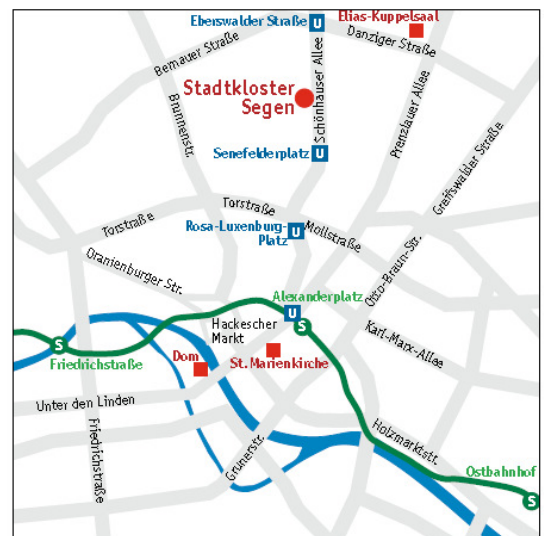 Eberswalder Straße
U
Elias-Kuppelsaal
Danziger Straße
Bernauer Straße
Stadtkloster
Segen
Schönhauser Allee
Brunnenstr.
Prenzlauer Allee
Senefelderplatz
U
Greifswalder Straße
Torstraße
Torstraße
Rosa-Luxenburg-
Platz
U
Mollstraße
Oranienburger Str.
Otto-Braun-Str.
Alexanderplatz
U
S
Hackescher
Markt
Karl-Marx-Allee
S
Friedrichstraße
Dom
St. Marienkirche
Unter den Linden
Friedrichstraße
Grunerstr.
Holzmarktstr.
Ostbahnhof
S